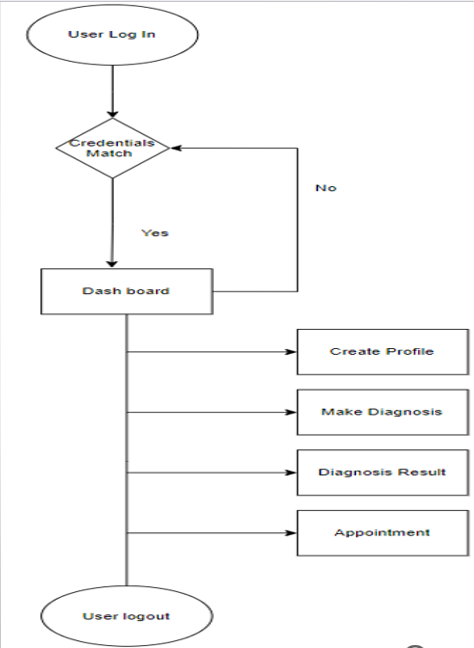 User Log In
Credentials
Match
No
Yes
Dash board
Create Profile
Make Diagnosis
Diagnosis Result
Appointment
User logout